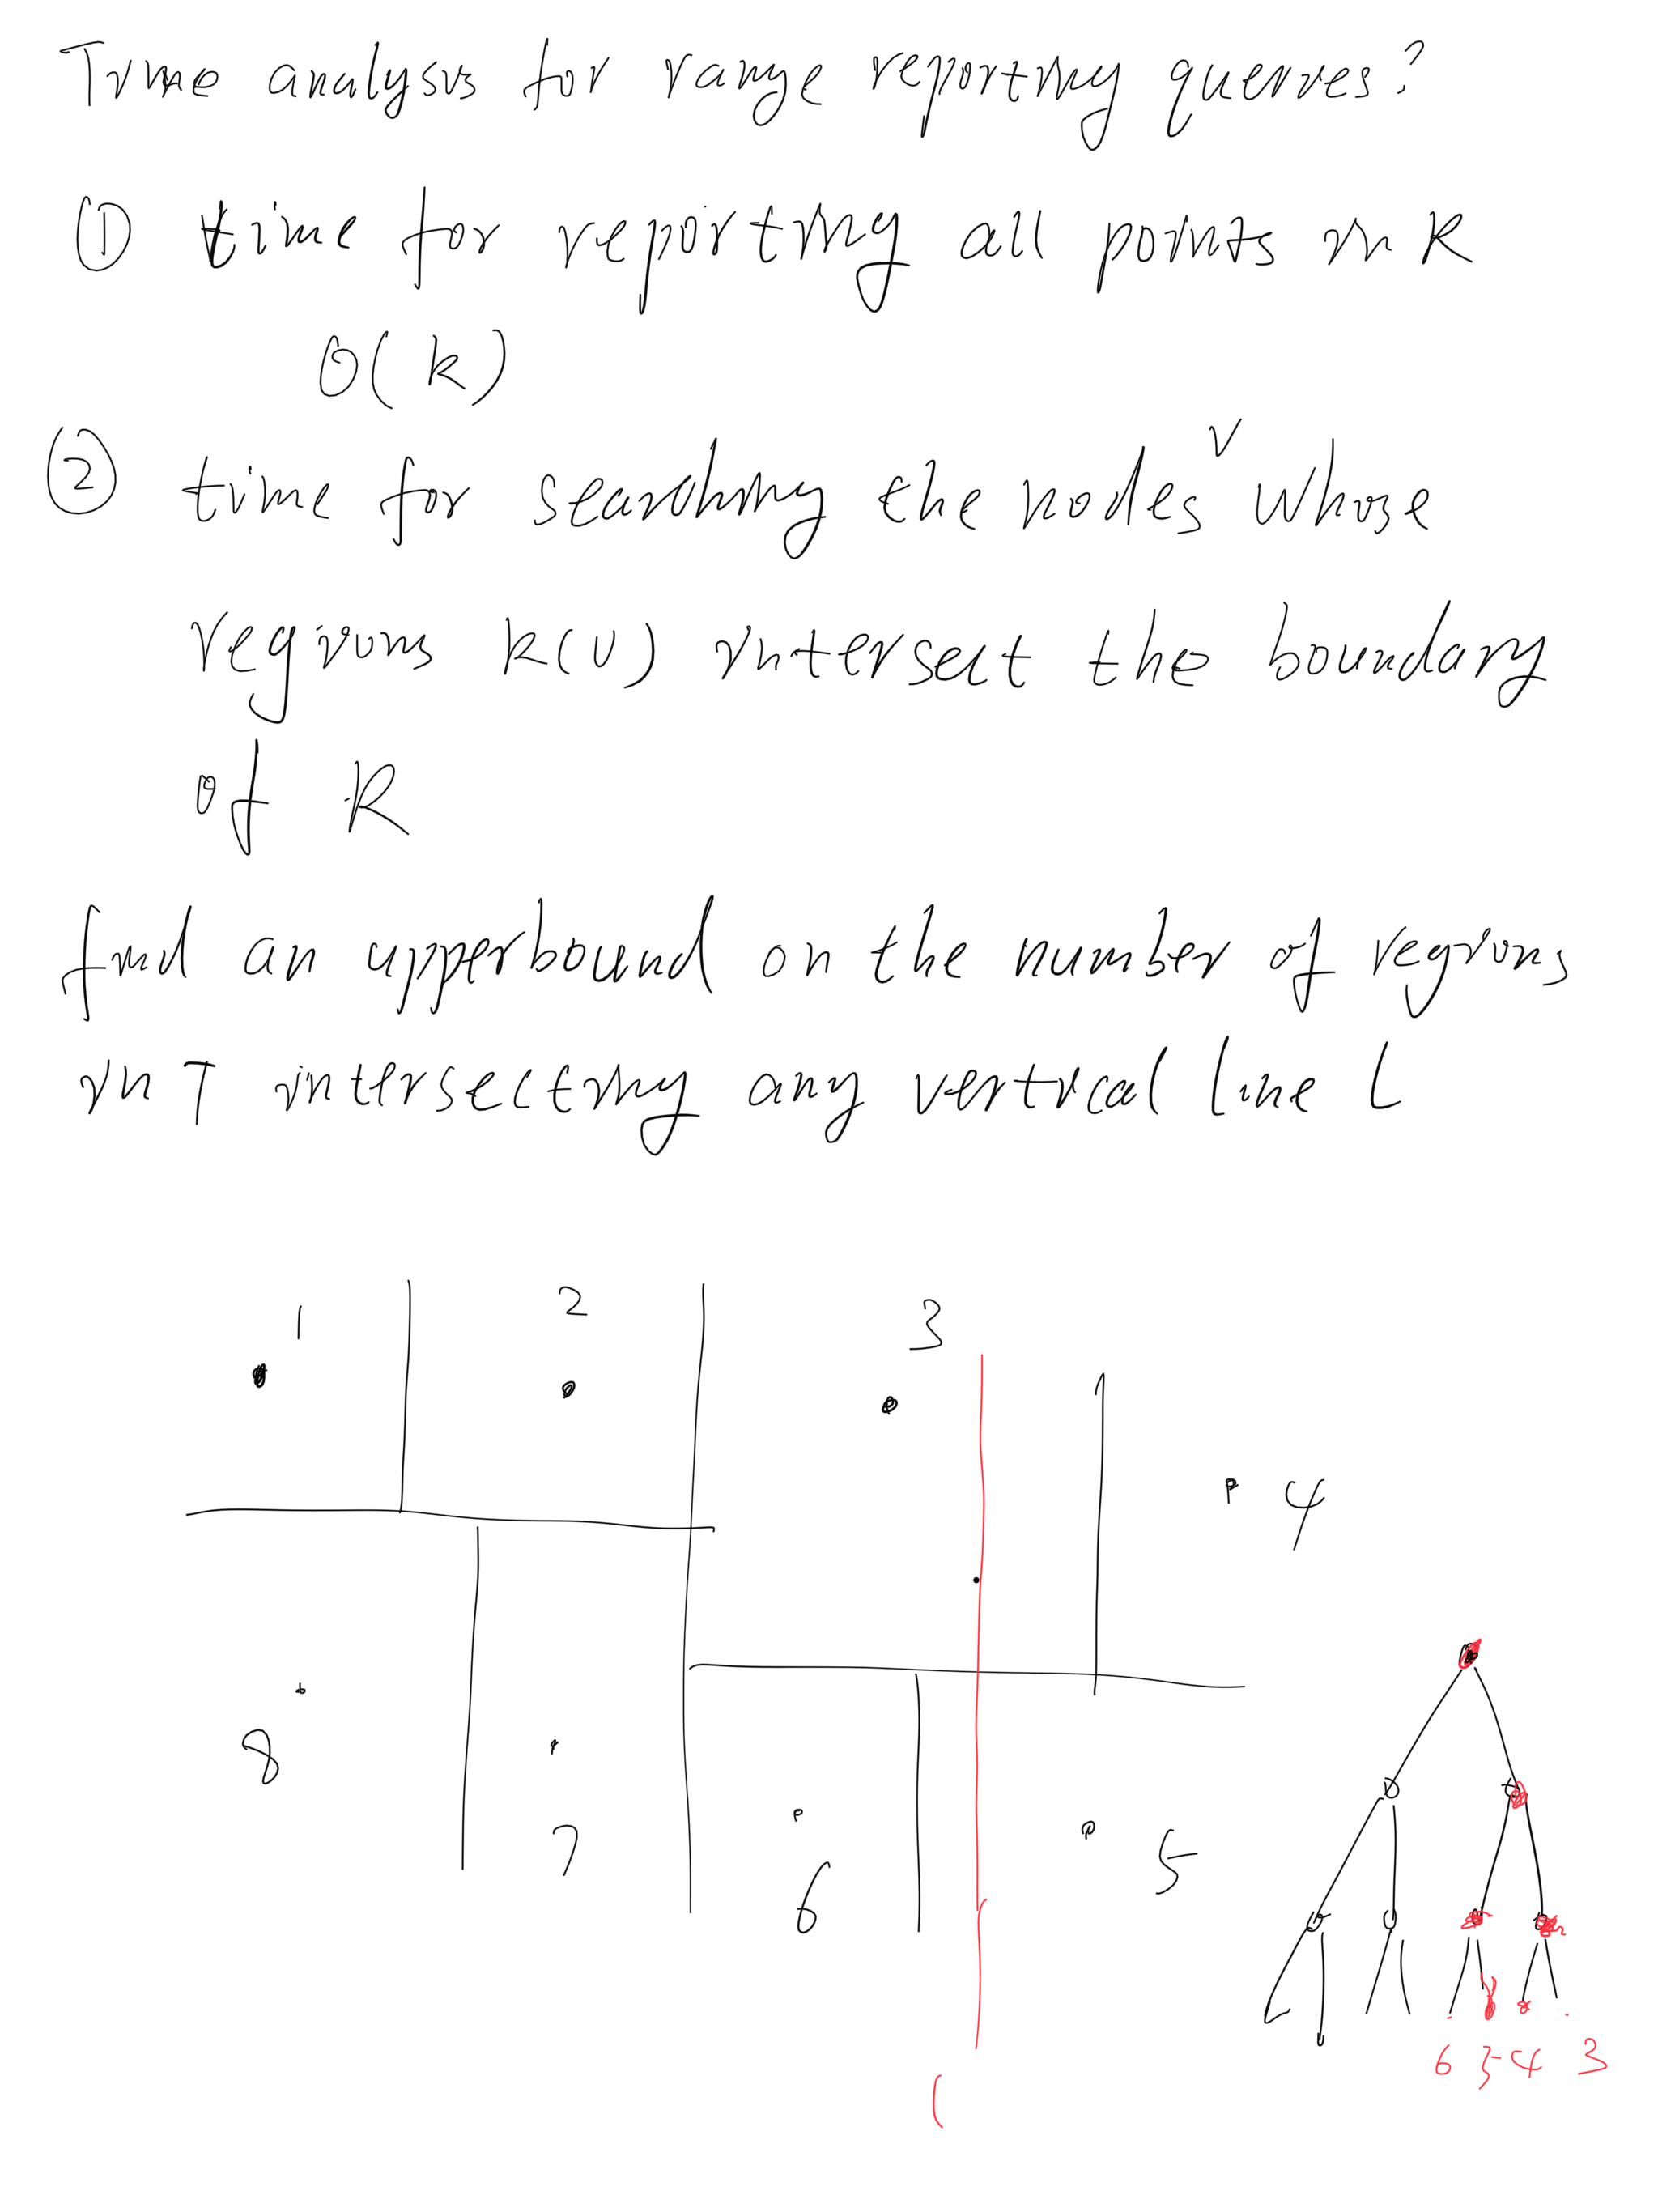 Time analysis for range reporting queries?
① time for reporting all points in R
O(k)
② time for searching the nodes v whose
regions R(v) intersect the boundary
of R
find an upperbound on the number of regions
in T intersecting any vertical line l
1
2
3
4
8
7
6
5
6 5 4 3
l